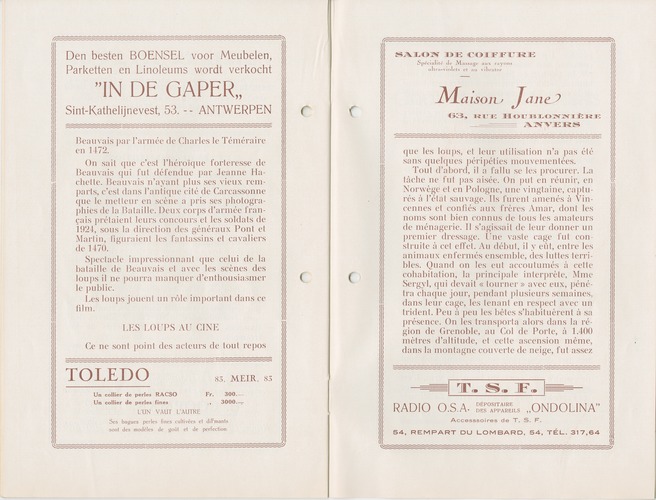 Den besten BOENSEL voor Meubelen,
Parketten en Linoleums wordt verkocht
"IN DE GAPER„
Sint-Kathelijnevest, 53. -- ANTWERPEN
Beauvais par l'armée de Charles le Téméraire
en 1472.
On sait que c'est l'héroïque forteresse de
Beauvais qui fut défendue par Jeanne Ha-
chette. Beauvais n'ayant plus ses vieux rem-
parts, c'est dans l'antique cité de Carcassonne
que le metteur en scène a pris ses photogra-
phies de la Bataille. Deux corps d'armée fran-
çais prêtaient leurs concours et les soldats de
1924, sous la direction des généraux Pont et
Martin, figuraient les fantassins et cavaliers
de 1470.
Spectacle impressionnant que celui de la
bataille de Beauvais et avec les scènes des
loups il ne pourra manquer d'enthousiasmer
le public.
Les loups jouent un rôle important dans ce
film.
LES LOUPS AU CINE
Ce ne sont point des acteurs de tout repos
TOLEDO 83, MEIR, 83
Un collier de perles RACSO Fr. 300.—
Un collier de perles fines „ 3000.—
L'UN VAUT L'AUTRE
Ses bagues perles fines cultivées et diamants
sont des modèles de goût et de perfection
SALON DE COIFFURE
Spécialité de Massage aux rayons
ultraviolets et au vibrator
Maison Jane
63, RUE HOUBLONNIÈRE
ANVERS
que les loups, et leur utilisation n'a pas été
sans quelques péripéties mouvementées.
Tout d'abord, il a fallu se les procurer. La
tâche ne fut pas aisée. On put en réunir, en
Norwège et en Pologne, une vingtaine, captu-
rés à l'état sauvage. Ils furent amenés à Vin-
cennes et confiés aux frères Amar, dont les
noms sont bien connus de tous les amateurs
de ménagerie. Il s'agissait de leur donner un
premier dressage. Une vaste cage fut con-
struite à cet effet. Au début, il y eût, entre les
animaux enfermés ensemble, des luttes terri-
bles. Quand on les eut accoutumés à cette
cohabitation, la principale interprète, Mme
Sergyl, qui devait « tourner » avec eux, péné-
tra chaque jour, pendant plusieurs semaines,
dans leur cage, les tenant en respect avec un
trident. Peu à peu les bêtes s'habituèrent à sa
présence. On les transporta alors dans la ré-
gion de Grenoble, au Col de Porte, à 1.400
mètres d'altitude, et cette ascension même,
dans la montagne couverte de neige, fut assez
T. S. F.
RADIO O.S.A. DÉPOSITAIRE DES APPAREILS „ONDOLINA"
Accessoires de T. S. F.
54, REMPART DU LOMBARD, 54, TÉL. 317,64